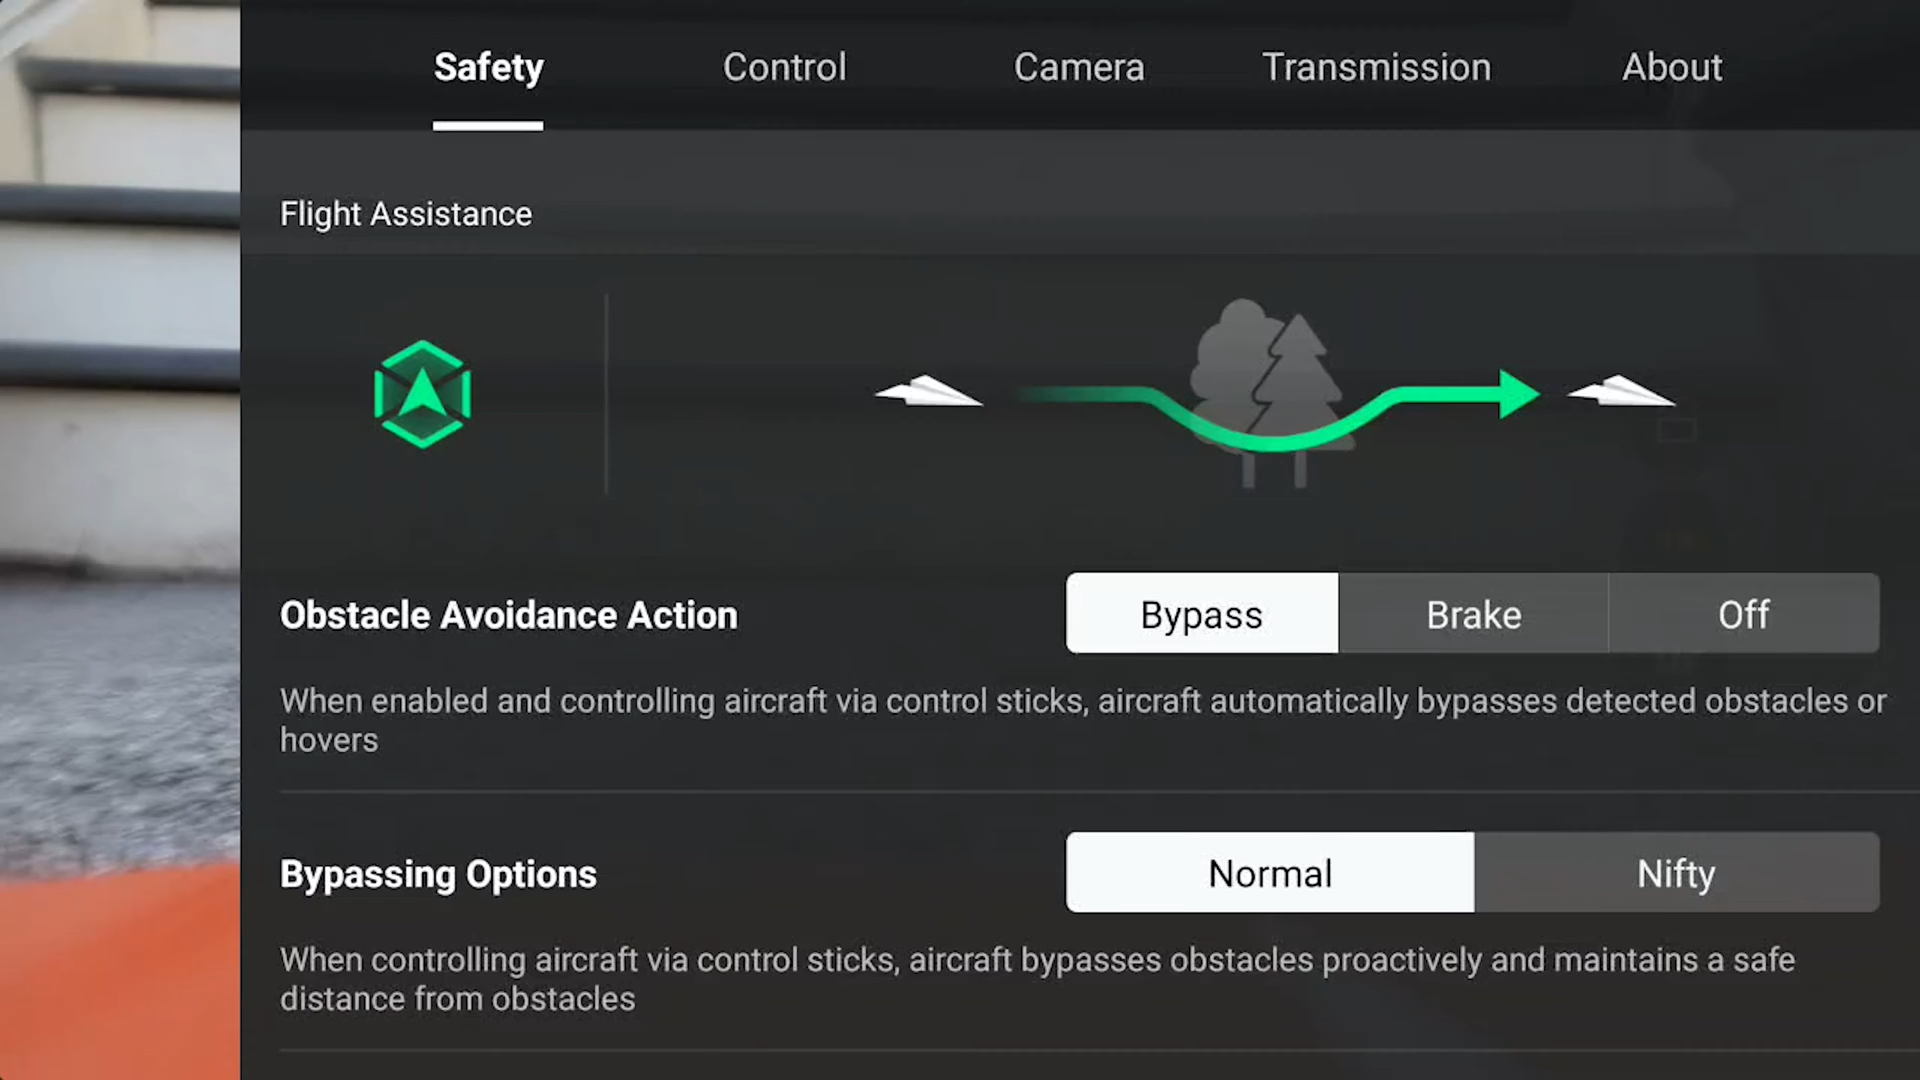 Safety Control Camera Transmission About
Flight Assistance
Obstacle Avoidance Action Bypass Brake Off
When enabled and controlling aircraft via control sticks, aircraft automatically bypasses detected obstacles or
hovers
Bypassing Options Normal Nifty
When controlling aircraft via control sticks, aircraft bypasses obstacles proactively and maintains a safe
distance from obstacles